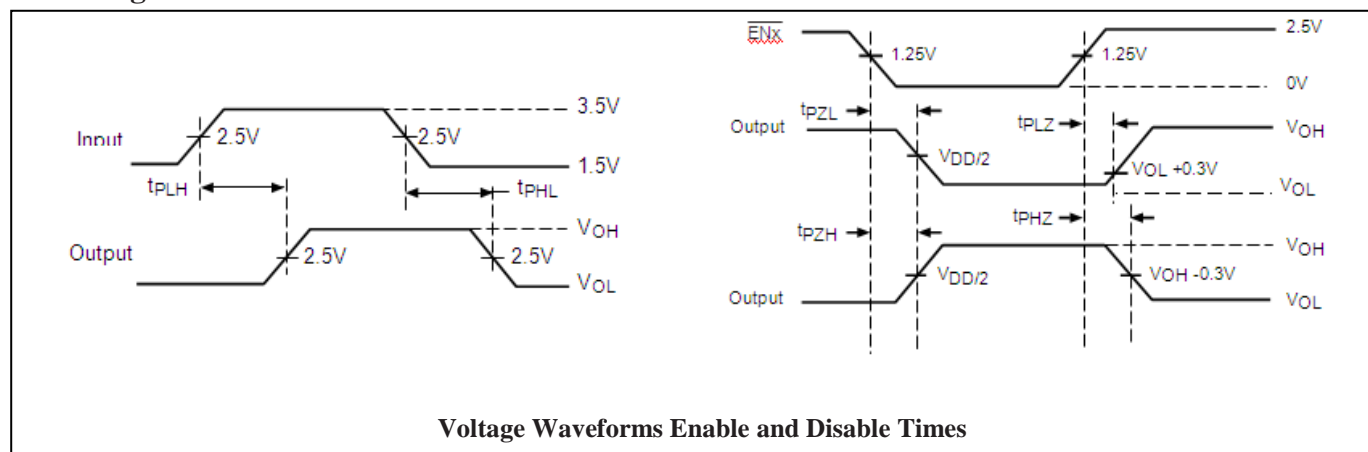 3.5V
Input
2.5V
2.5V
1.5V
tPLH
tPHL
VOH
Output
2.5V
2.5V
VOL
ENx
2.5V
1.25V
1.25V
0V
tPZL
tPLZ
Output
VOH
VDD/2
VOL +0.3V
VOL
tPZH
tPHZ
VOH
VDD/2
VOH -0.3V
Output
VOL
Voltage Waveforms Enable and Disable Times